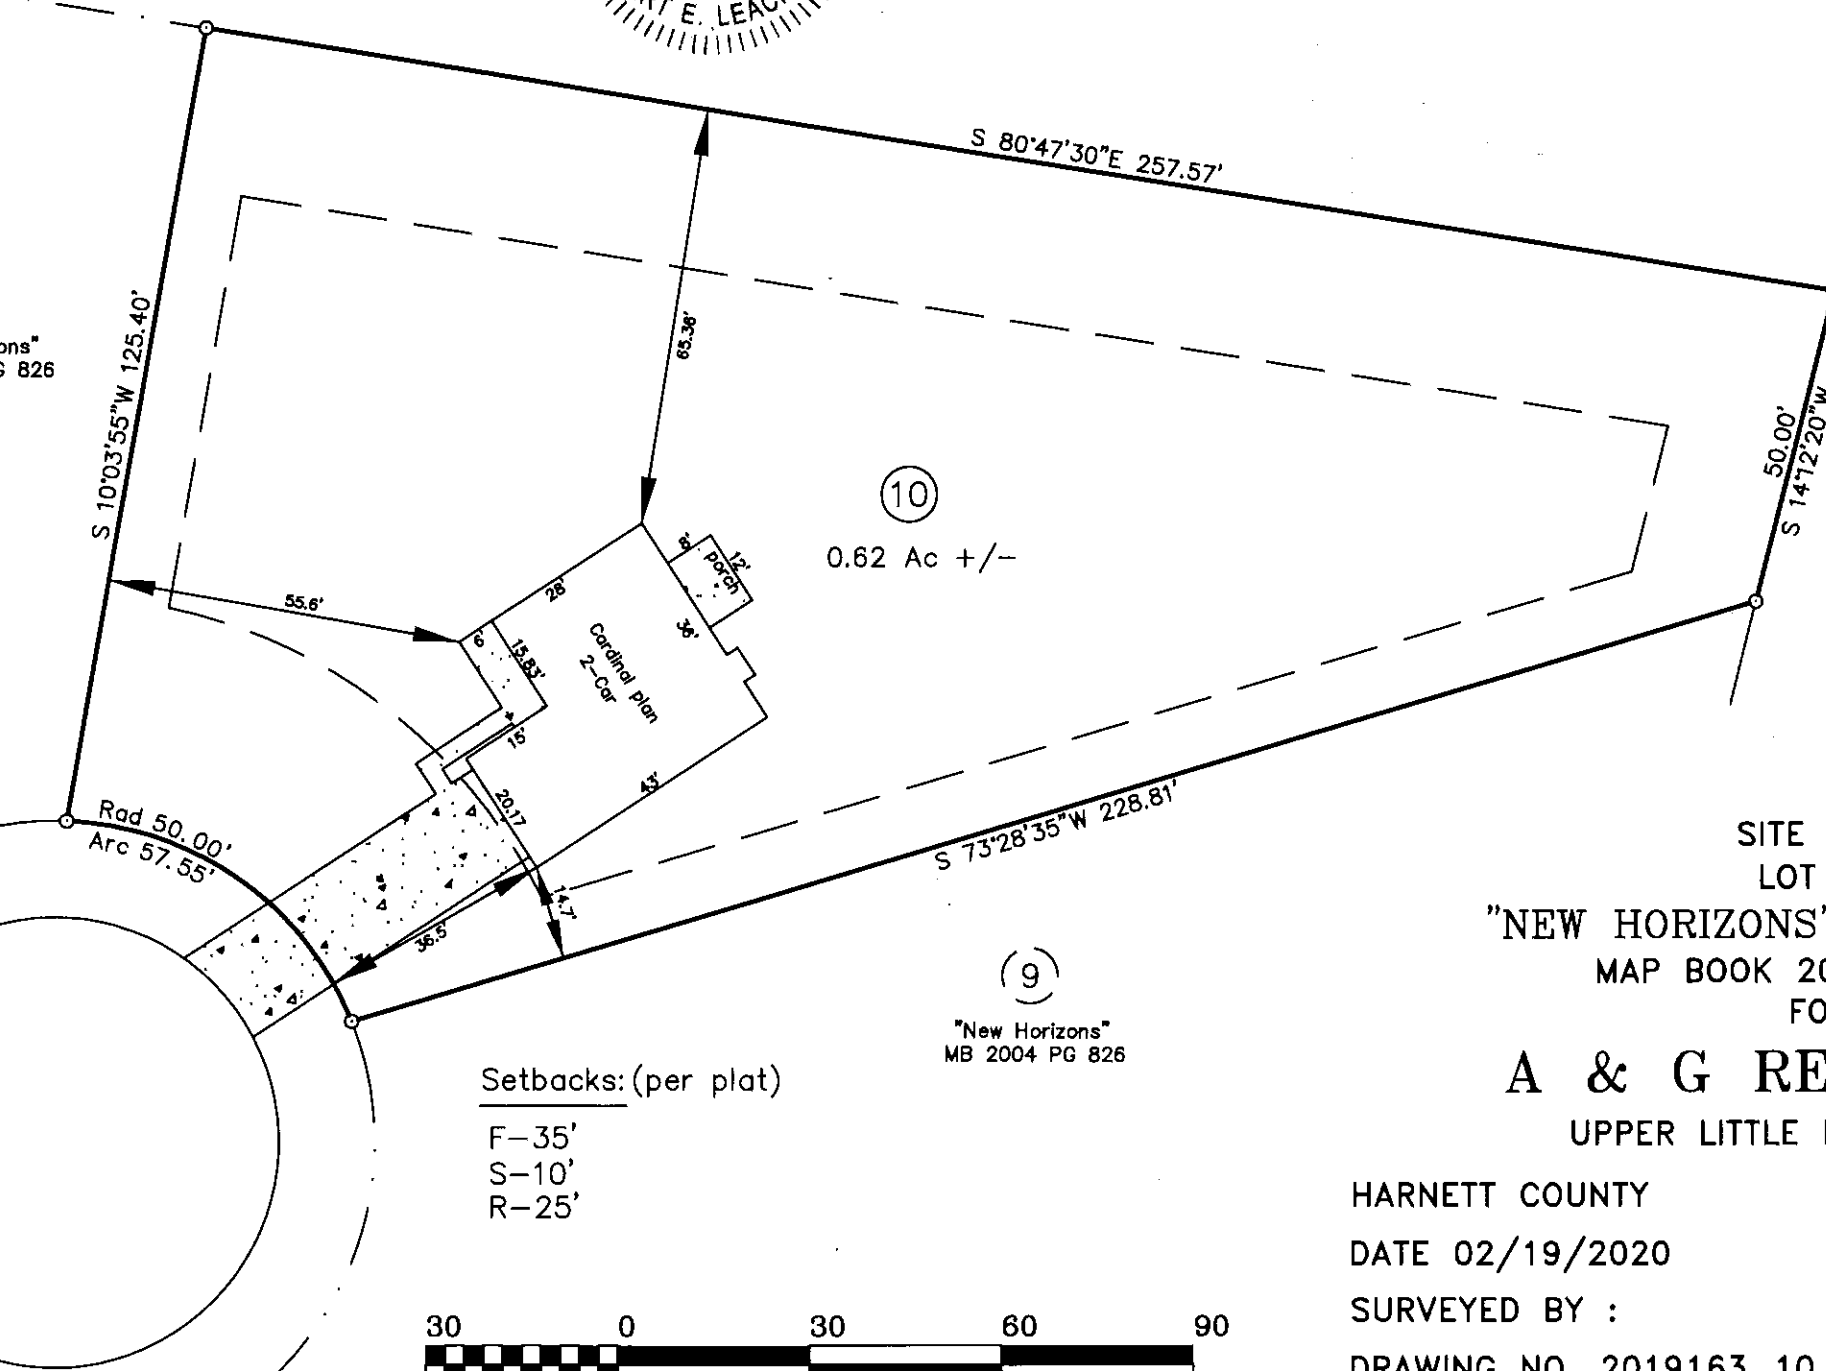 E. LEAC
S 80°47'30"E 257.57'
S 10°03'55"W 125.40'
ons"
G 826
65.36'
50.00'
S 14°12'20"W
10
0.62 Ac +/-
55.6'
28'
8'
porch
12'
36'
6'
15.83'
Cardinal plan
2-Car
15'
43'
20.17
Rad 50.00'
Arc 57.55'
14.7'
36.5'
S 73°28'35"W 228.81'
9
"New Horizons"
MB 2004 PG 826
Setbacks: (per plat)
F-35'
S-10'
R-25'
SITE
LOT
"NEW HORIZONS"
MAP BOOK 20
FO
A & G RE
UPPER LITTLE
HARNETT COUNTY
DATE 02/19/2020
SURVEYED BY :
DRAWING NO. 2019163 10
30 0 30 60 90